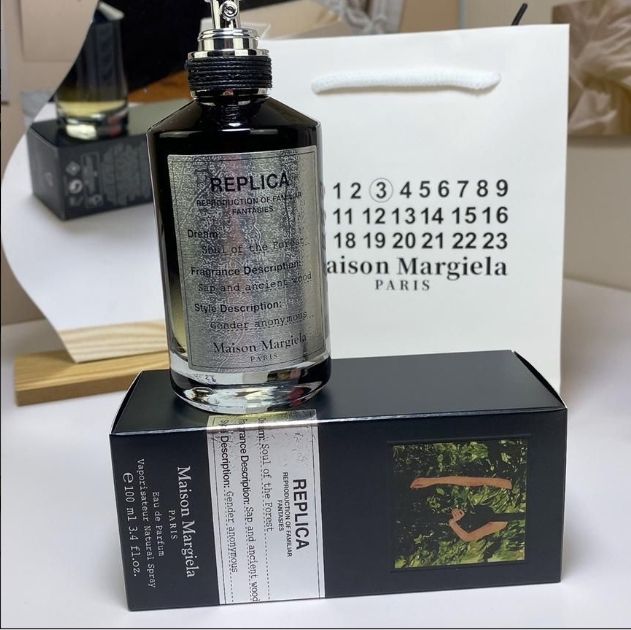 REPLICA
REPRODUCTION OF FAMILIAR
FANTASIES
Dream:
Soul of the Forest
Fragrance Description:
Sap and ancient wood
Style Description:
Gender anonymous
Maison Margiela
PARIS
1 2 3 4 5 6 7 8 9
11 12 13 14 15 16
18 19 20 21 22 23
aison Margiela
PARIS
Maison Margiela
PARIS
Eau de Parfum
Vaporisateur Natural Spray
℮100 ml 3.4 fl.oz.
REPLICA
REPRODUCTION OF FAMILIAR
FANTASIES
Soul of the Forest
Description: Sap and ancient wood
Description: Gender anonymous